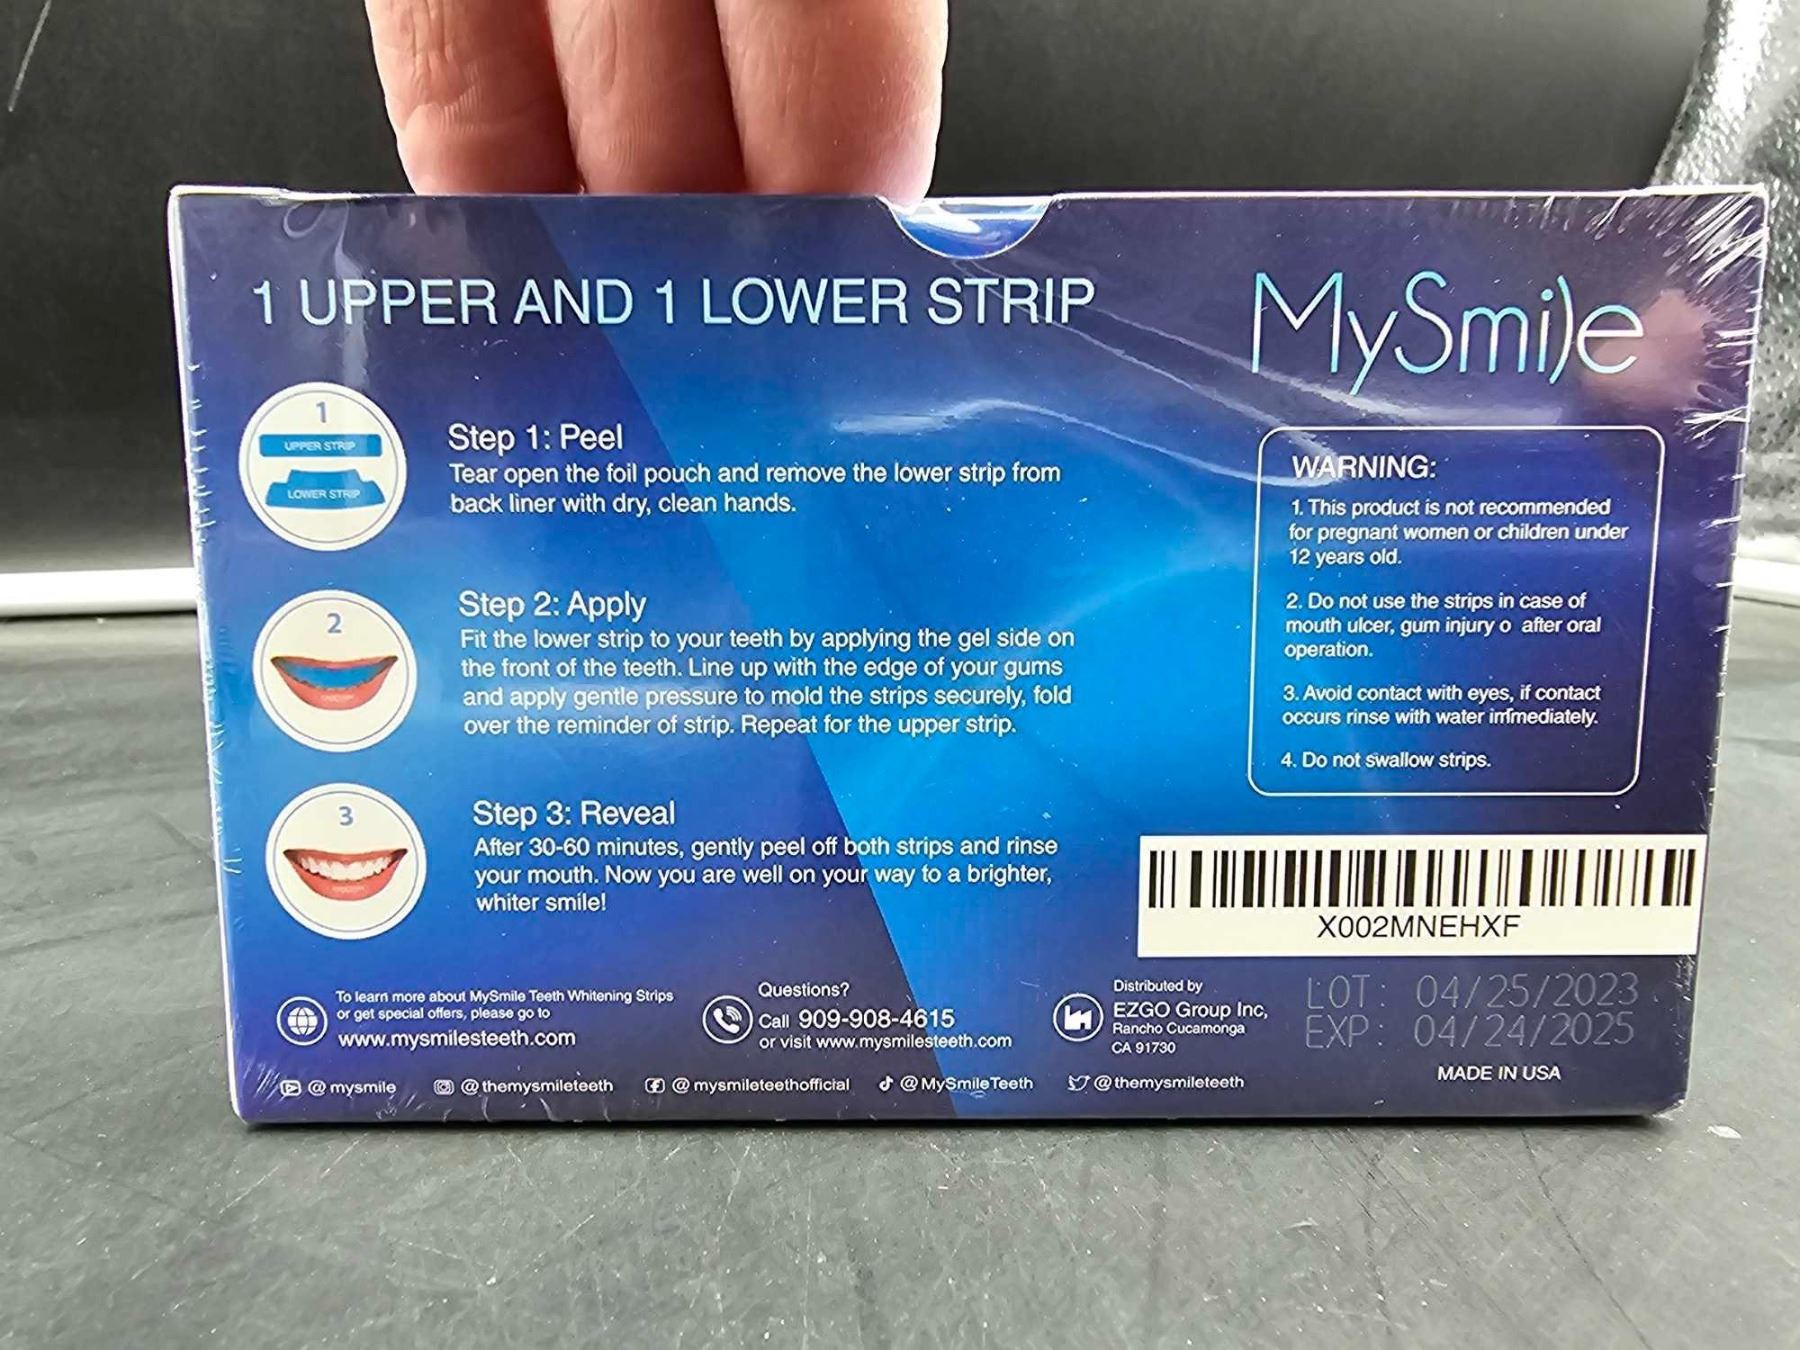 1 UPPER AND 1 LOWER STRIP
MySmile
1
UPPER STRIP
LOWER STRIP
Step 1: Peel
Tear open the foil pouch and remove the lower strip from
back liner with dry, clean hands.
2
Step 2: Apply
Fit the lower strip to your teeth by applying the gel side on
the front of the teeth. Line up with the edge of your gums
and apply gentle pressure to mold the strips securely, fold
over the reminder of strip. Repeat for the upper strip.
3
Step 3: Reveal
After 30-60 minutes, gently peel off both strips and rinse
your mouth. Now you are well on your way to a brighter,
whiter smile!
WARNING:
1. This product is not recommended
for pregnant women or children under
12 years old.
2. Do not use the strips in case of
mouth ulcer, gum injury o after oral
operation.
3. Avoid contact with eyes, if contact
occurs rinse with water immediately.
4. Do not swallow strips.
X002MNEHXF
To learn more about MySmile Teeth Whitening Strips
or get special offers, please go to
www.mysmilesteeth.com
Questions?
Call 909-908-4615
or visit www.mysmilesteeth.com
Distributed by
EZGO Group Inc,
Rancho Cucamonga
CA 91730
LOT: 04/25/2023
EXP: 04/24/2025
MADE IN USA
@mysmile
@themysmileteeth
@mysmileteethofficial
@MySmileTeeth
@themysmileteeth